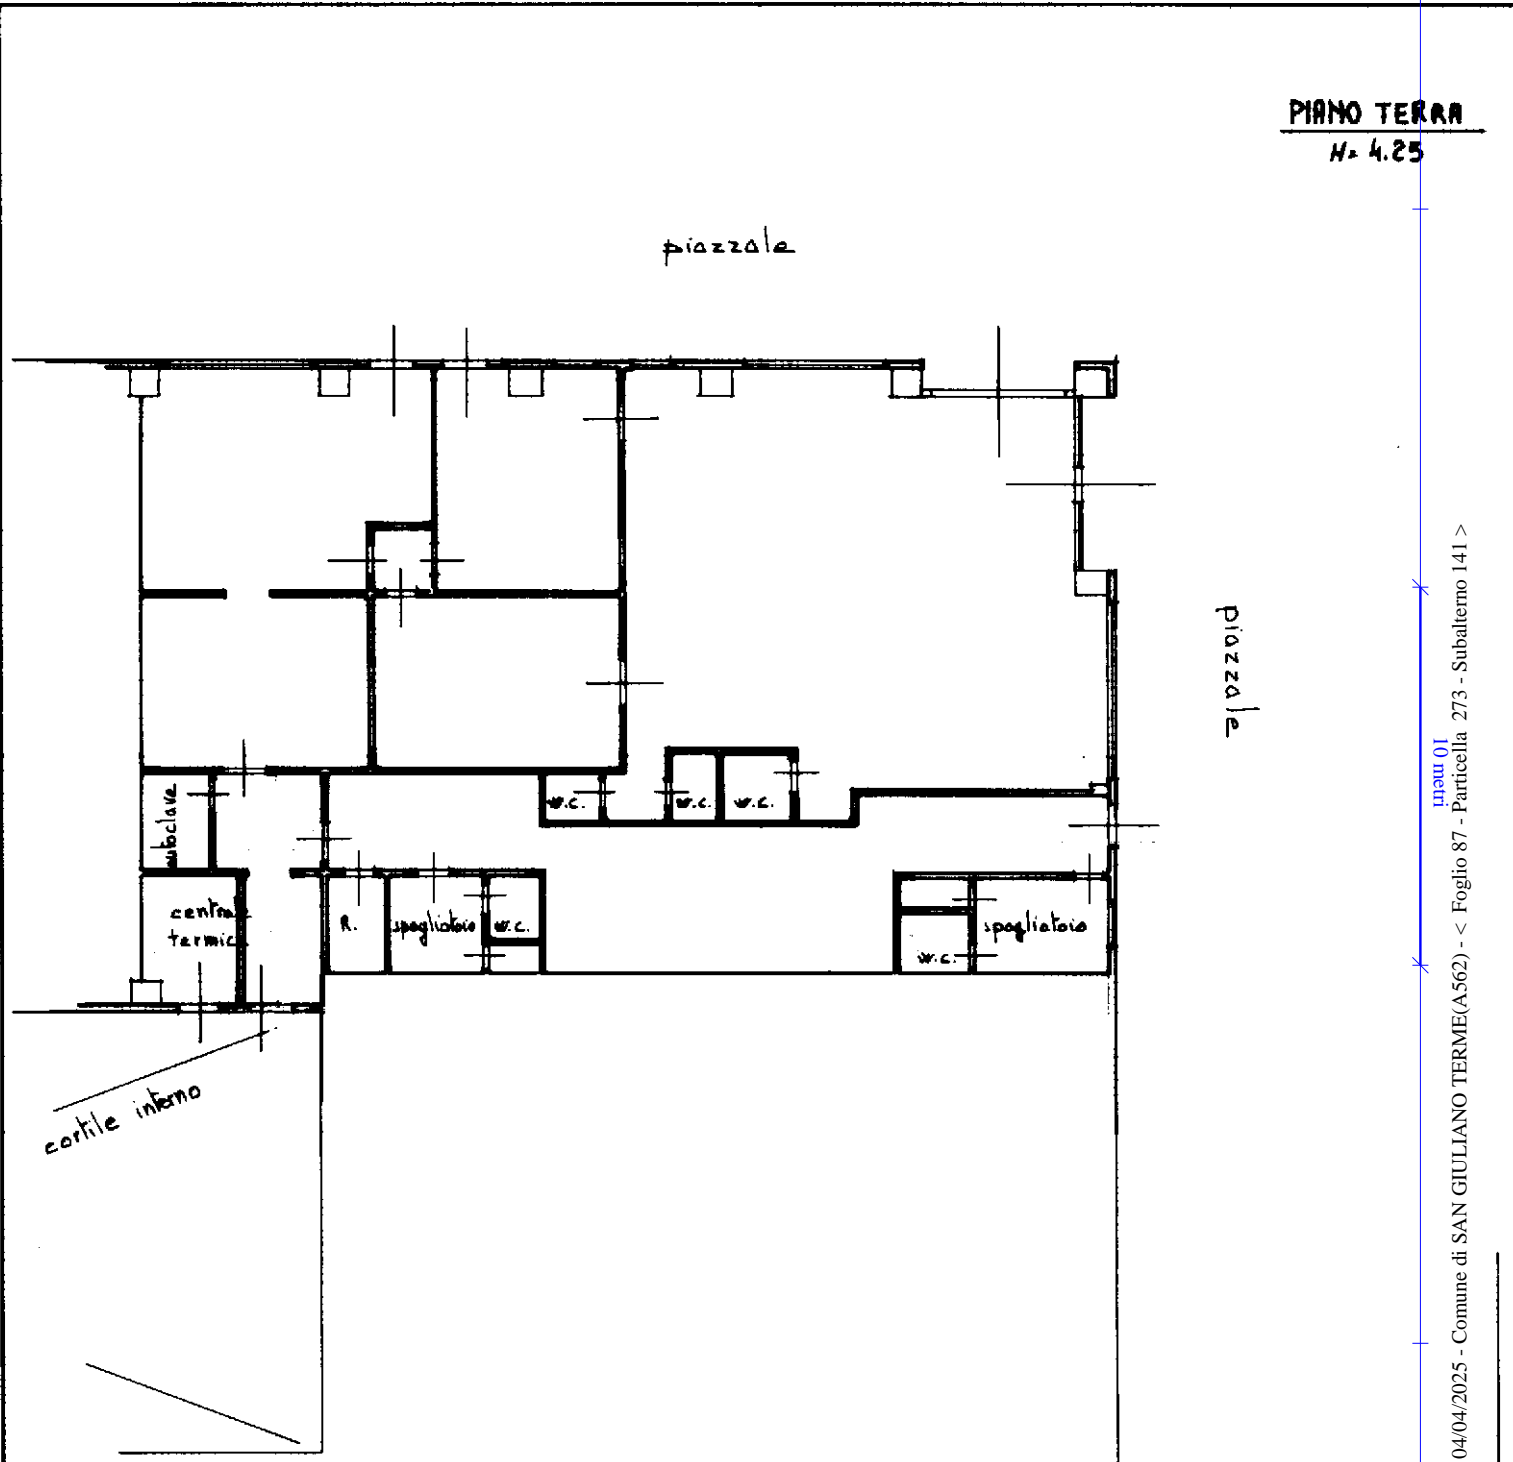 PIANO TERRA
H= 4.25
piazzale
piazzale
autoclave
w.c.
w.c.
w.c.
centrale
termica
R.
spogliatoio
w.c.
w.c.
spogliatoio
cortile interno
10 metri
04/04/2025 - Comune di SAN GIULIANO TERME(A562) - < Foglio 87 - Particella 273 - Subalterno 141 >